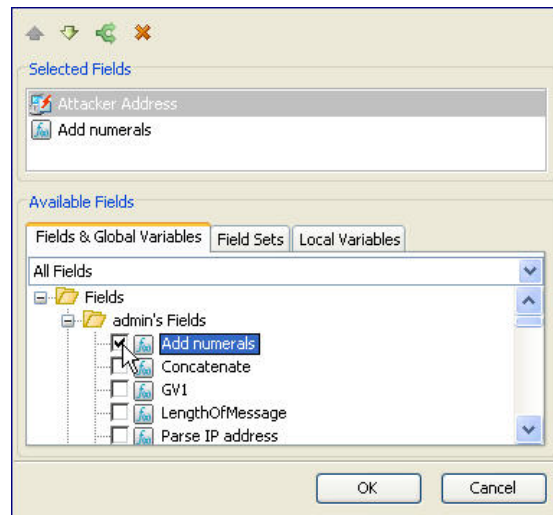 Selected Fields
Attacker Address
Add numerals
Available Fields
Fields & Global Variables Field Sets Local Variables
All Fields
Fields
admin's Fields
Add numerals
Concatenate
GV1
LengthOfMessage
Parse IP address
OK Cancel